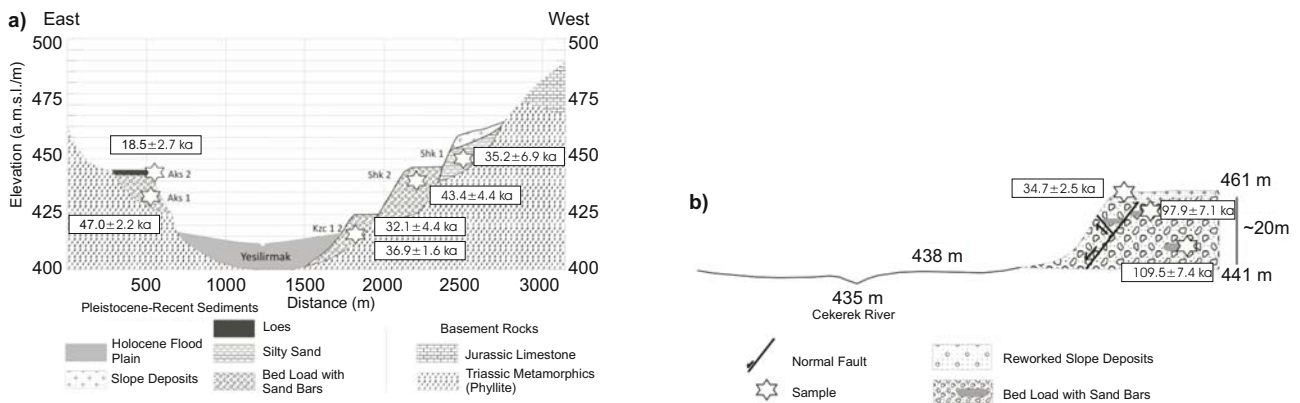 a)
East
West
Elevation (a.m.s.l./m)
500
475
450
425
400
500
475
450
425
400
18.5±2.7 ka
Aks 2
Aks 1
47.0±2.2 ka
Shk 1
35.2±6.9 ka
Shk 2
43.4±4.4 ka
Kzc 1 2
32.1±4.4 ka
36.9±1.6 ka
Yesilirmak
500 1000 1500 2000 2500 3000
Distance (m)
Pleistocene-Recent Sediments
Holocene Flood
Plain
Slope Deposits
Loes
Silty Sand
Bed Load with
Sand Bars
Basement Rocks
Jurassic Limestone
Triassic Metamorphics
(Phyllite)
b)
34.7±2.5 ka
461 m
97.9±7.1 ka
~20m
109.5±7.4 ka
441 m
438 m
435 m
Cekerek River
Normal Fault
Sample
Reworked Slope Deposits
Bed Load with Sand Bars